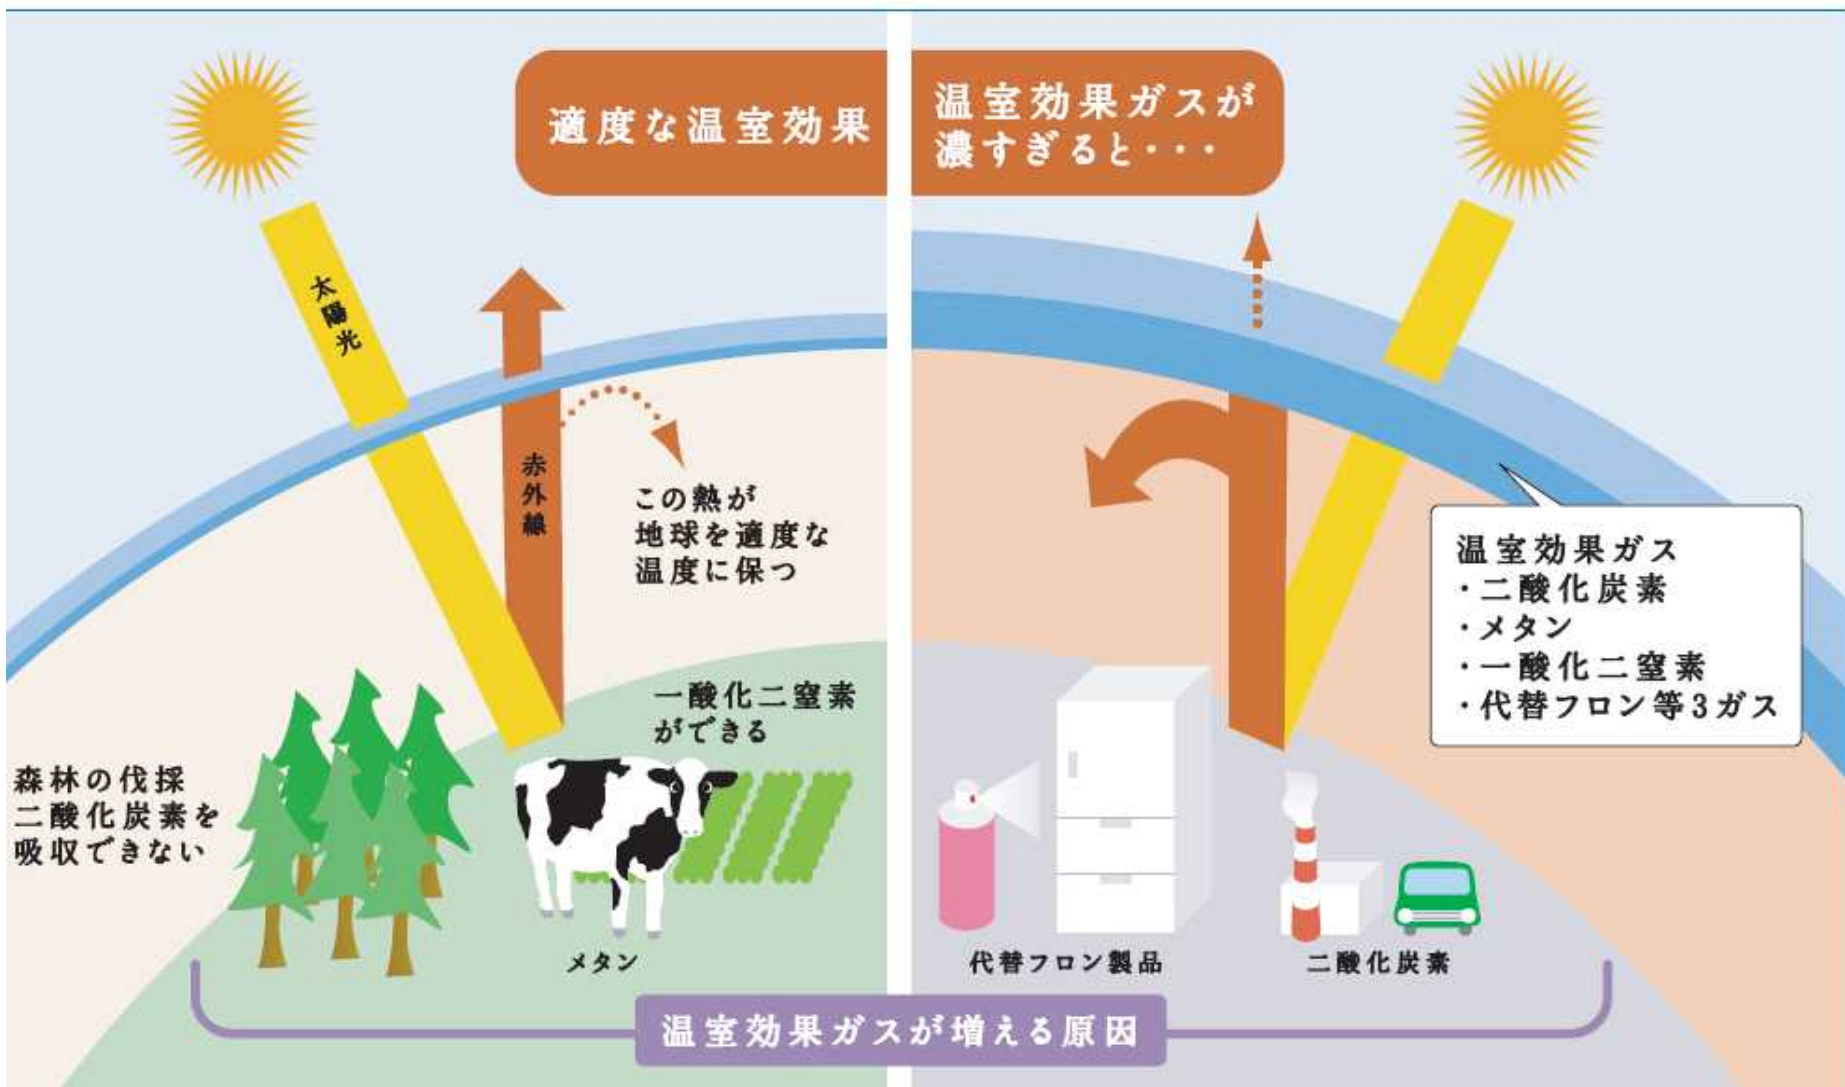 適度な温室効果
温室効果ガスが
濃すぎると・・・
太陽光
赤外線
この熱が
地球を適度な
温度に保つ
一酸化二窒素
ができる
森林の伐採
二酸化炭素を
吸収できない
メタン
温室効果ガス
・二酸化炭素
・メタン
・一酸化二窒素
・代替フロン等3ガス
代替フロン製品
二酸化炭素
温室効果ガスが増える原因